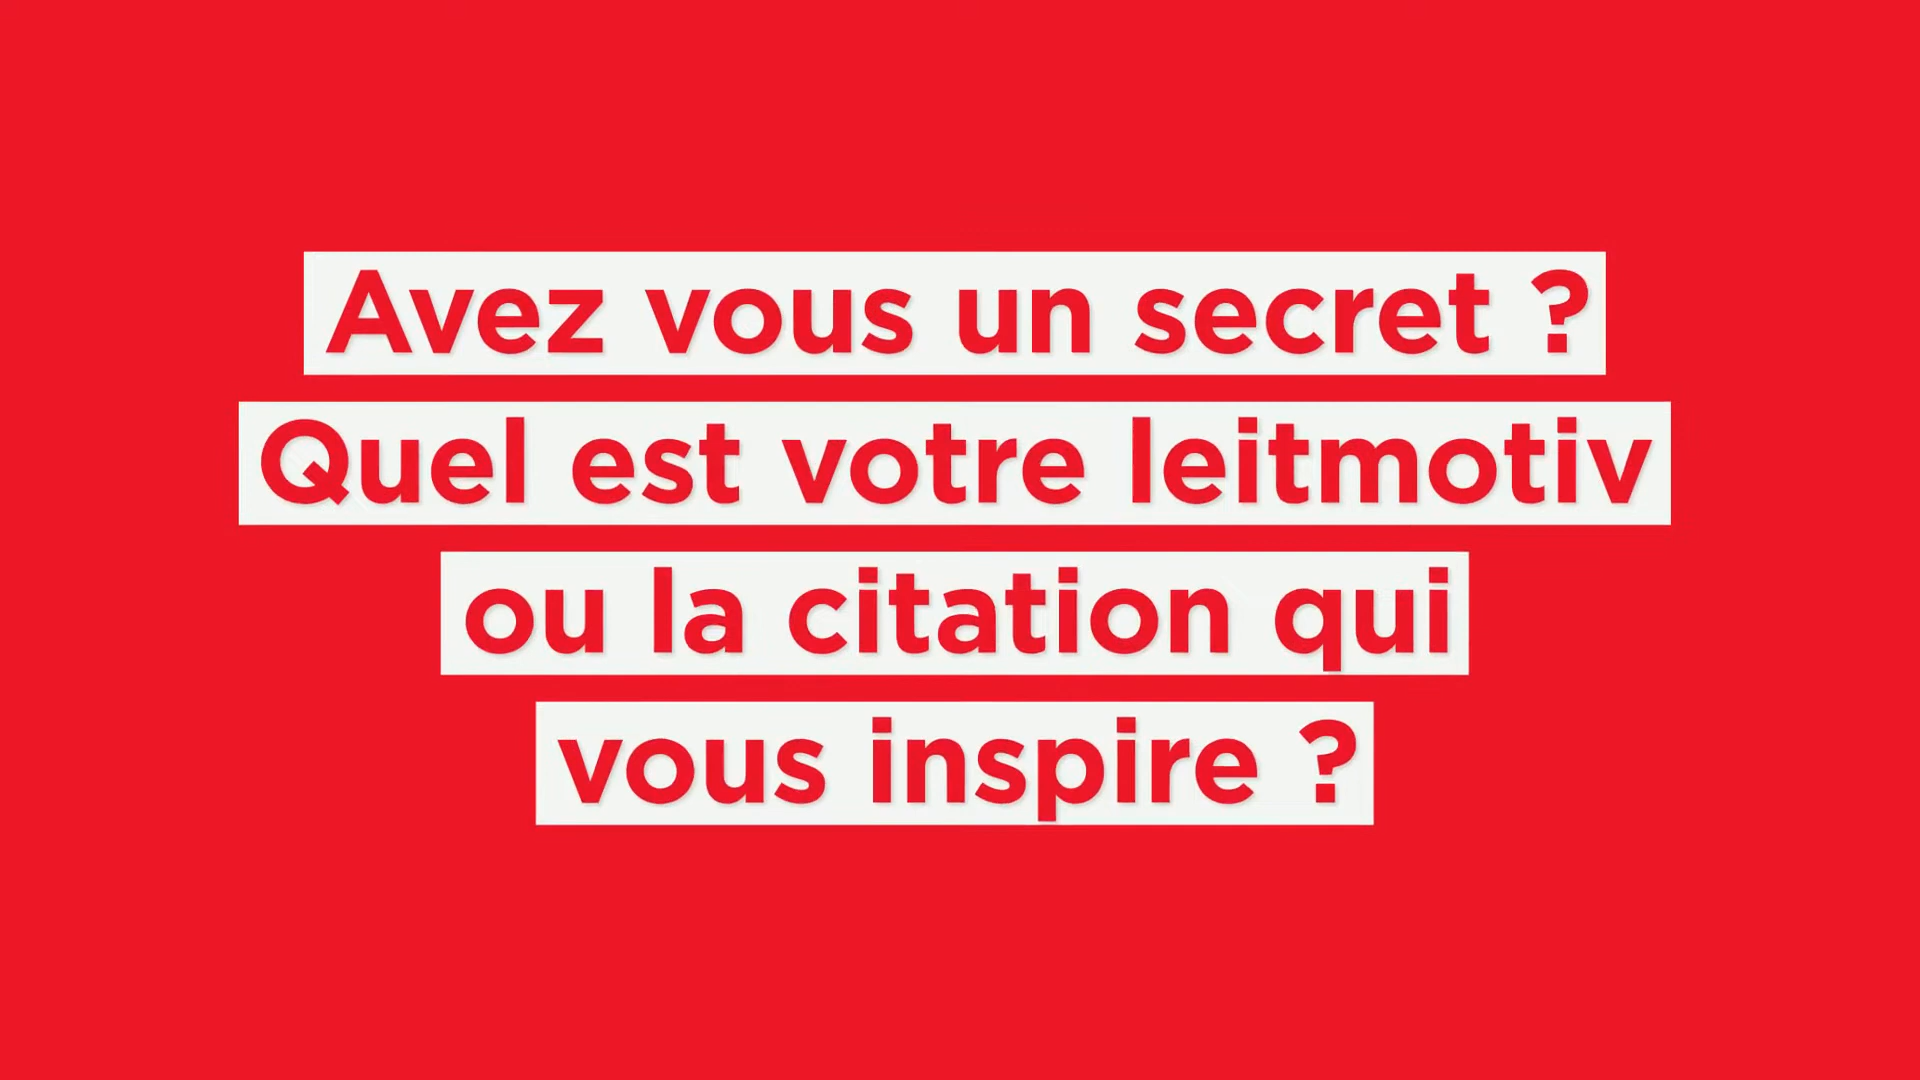 Avez vous un secret ?
Quel est votre leitmotiv
ou la citation qui
vous inspire ?